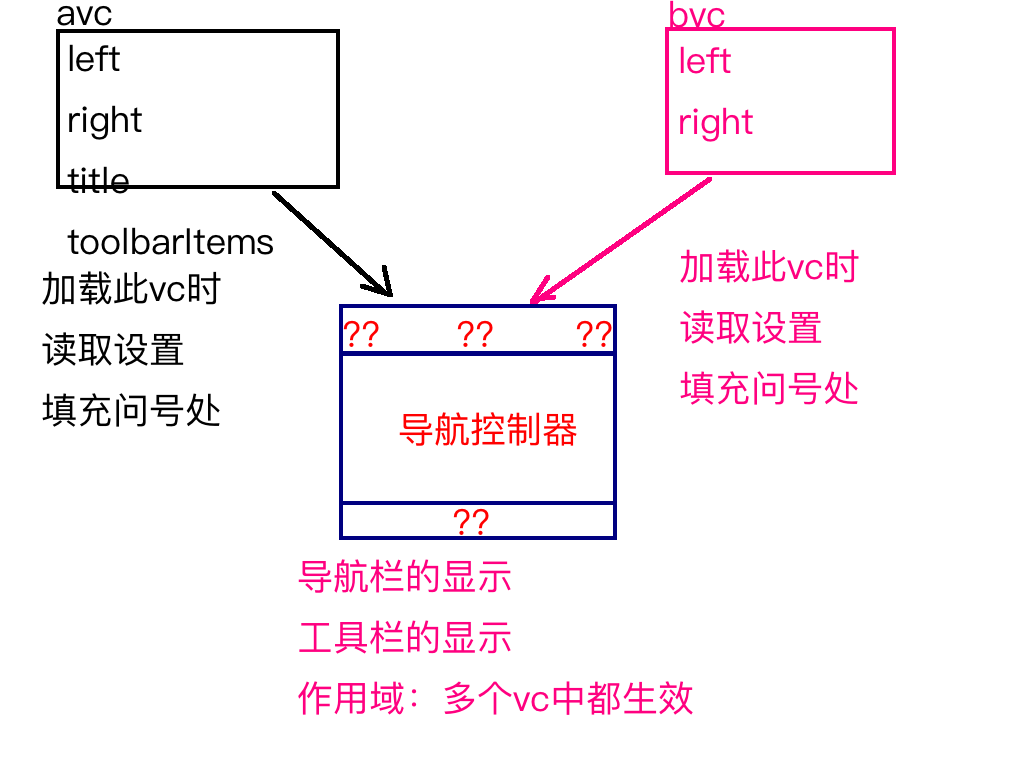 avc
left
right
title
toolbarItems
加载此vc时
读取设置
填充问号处
bvc
left
right
加载此vc时
读取设置
填充问号处
?? ?? ??
导航控制器
??
导航栏的显示
工具栏的显示
作用域：多个vc中都生效